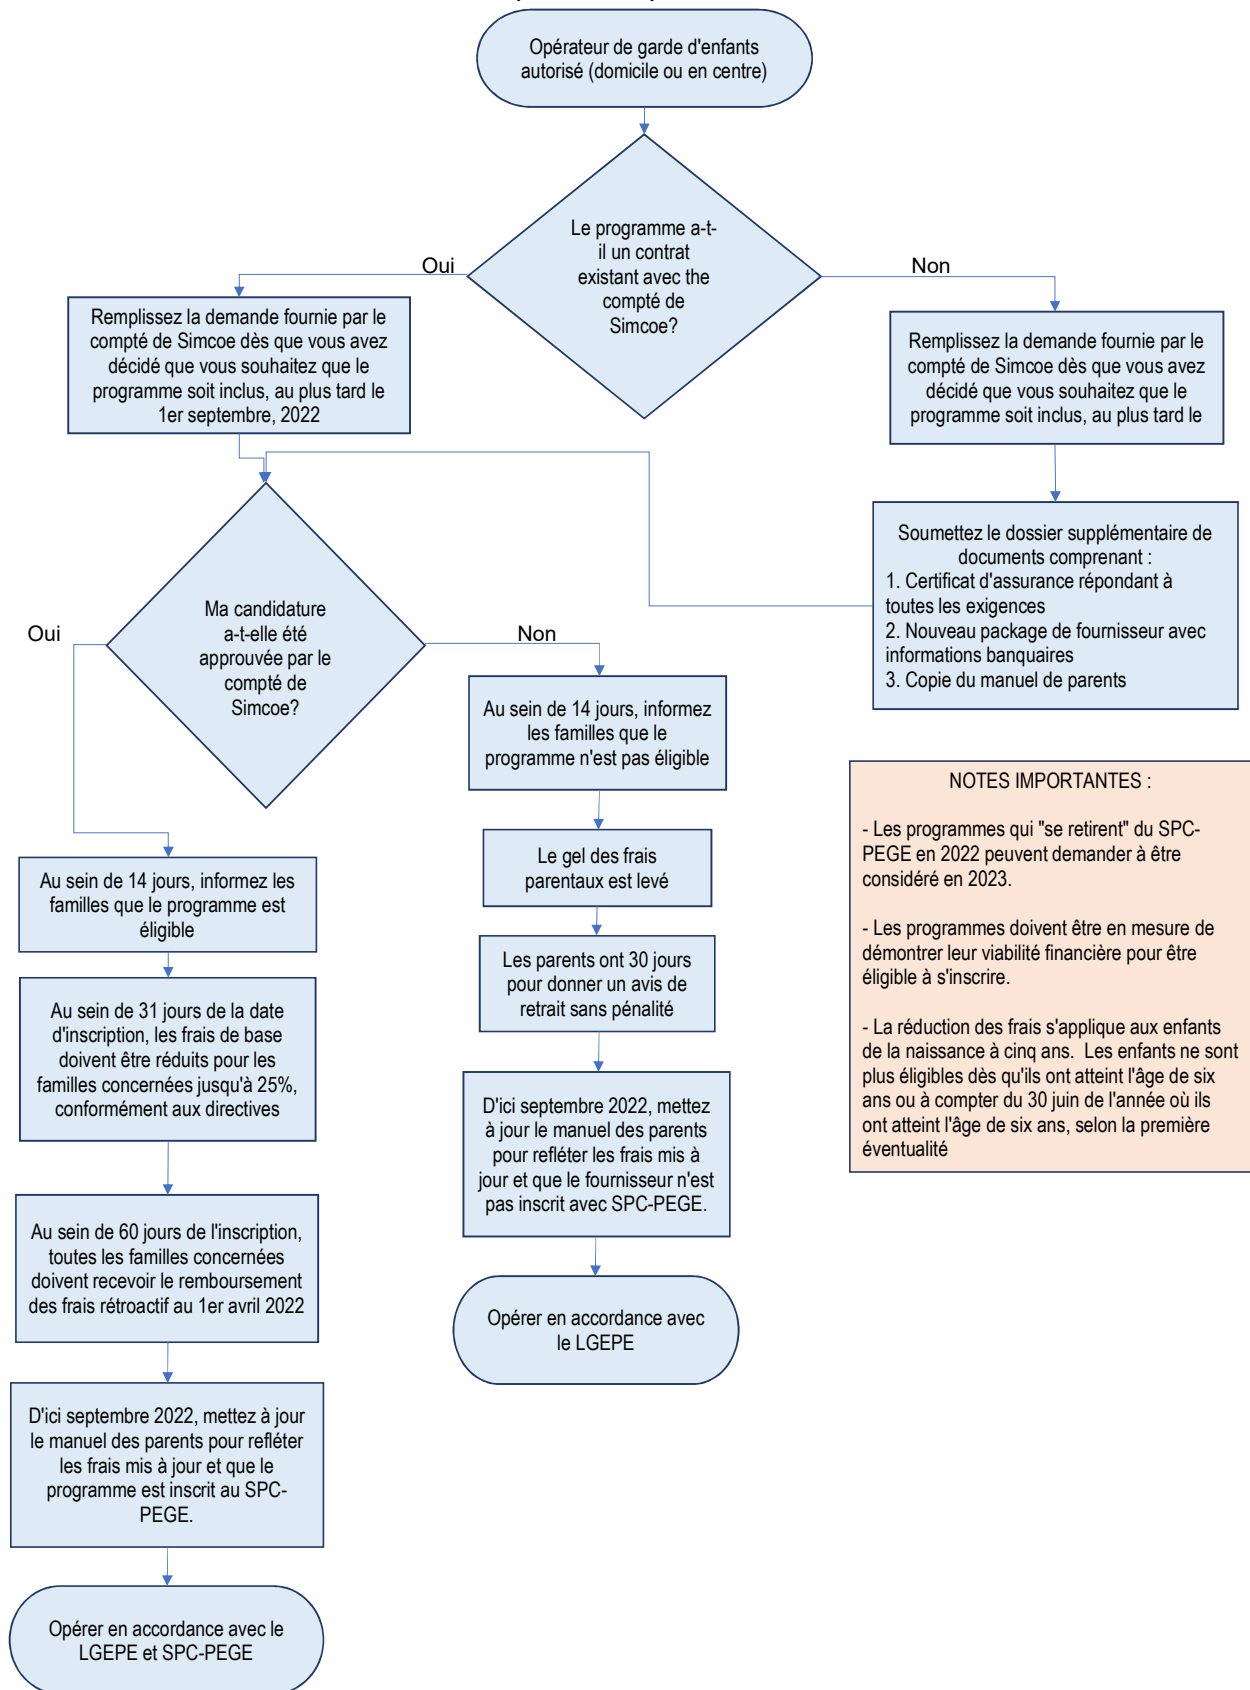 Opérateur de garde d'enfants
autorisé (domicile ou en centre)
Le programme a-t-
il un contrat
existant avec the
compté de
Simcoe?
Oui
Non
Remplissez la demande fournie par le
compté de Simcoe dès que vous avez
décidé que vous souhaitez que le
programme soit inclus, au plus tard le
1er septembre, 2022
Remplissez la demande fournie par le
compté de Simcoe dès que vous avez
décidé que vous souhaitez que le
programme soit inclus, au plus tard le
Soumettez le dossier supplémentaire de
documents comprenant :
1. Certificat d'assurance répondant à
toutes les exigences
2. Nouveau package de fournisseur avec
informations banquaires
3. Copie du manuel de parents
Ma candidature
a-t-elle été
approuvée par le
compté de
Simcoe?
Oui
Non
Au sein de 14 jours, informez
les familles que le
programme n'est pas éligible
Le gel des frais
parentaux est levé
Les parents ont 30 jours
pour donner un avis de
retrait sans pénalité
D'ici septembre 2022, mettez
à jour le manuel des parents
pour refléter les frais mis à
jour et que le fournisseur n'est
pas inscrit avec SPC-PEGE.
Opérer en accordance avec
le LGEPE
Au sein de 14 jours, informez les
familles que le programme est
éligible
Au sein de 31 jours de la date
d'inscription, les frais de base
doivent être réduits pour les
familles concernées jusqu'à 25%,
conformément aux directives
Au sein de 60 jours de l'inscription,
toutes les familles concernées
doivent recevoir le remboursement
des frais rétroactif au 1er avril 2022
D'ici septembre 2022, mettez à jour
le manuel des parents pour refléter
les frais mis à jour et que le
programme est inscrit au SPC-
PEGE.
Opérer en accordance avec le
LGEPE et SPC-PEGE
NOTES IMPORTANTES :
- Les programmes qui "se retirent" du SPC-
PEGE en 2022 peuvent demander à être
considéré en 2023.
- Les programmes doivent être en mesure de
démontrer leur viabilité financière pour être
éligible à s'inscrire.
- La réduction des frais s'applique aux enfants
de la naissance à cinq ans. Les enfants ne sont
plus éligibles dès qu'ils ont atteint l'âge de six
ans ou à compter du 30 juin de l'année où ils
ont atteint l'âge de six ans, selon la première
éventualité